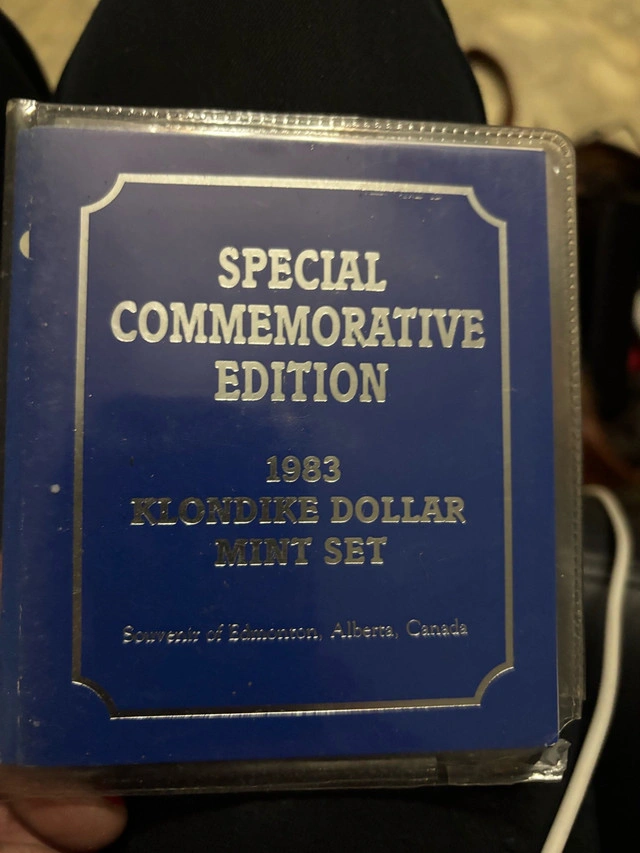 SPECIAL
COMMEMORATIVE
EDITION
1983
KLONDIKE DOLLAR
MINT SET
Souvenir of Edmonton, Alberta, Canada